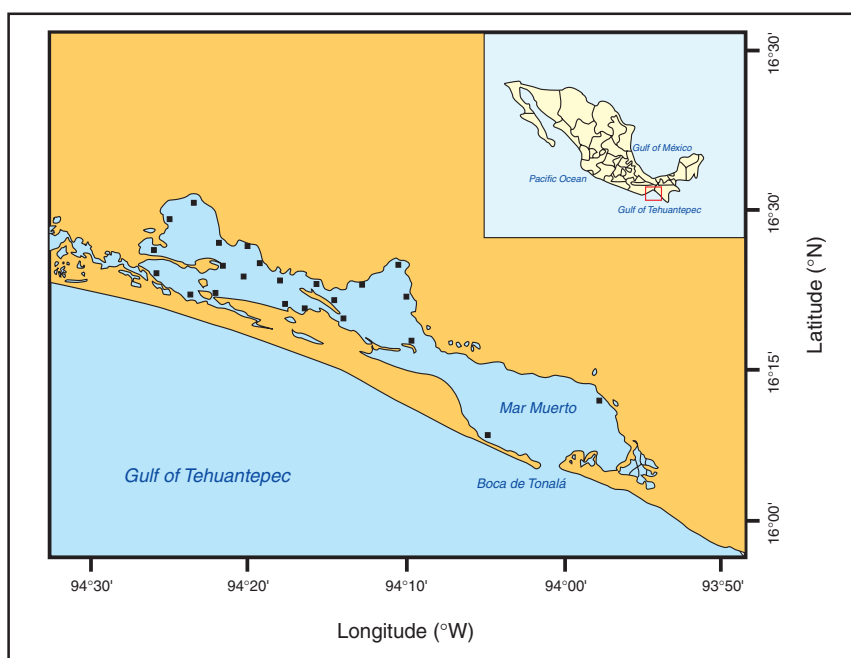 16°30'
Gulf of México
Pacific Ocean
Gulf of Tehuantepec
16°30'
Latitude (°N)
16°15'
Mar Muerto
Gulf of Tehuantepec
Boca de Tonalá
16°00'
94°30'
94°20'
94°10'
94°00'
93°50'
Longitude (°W)